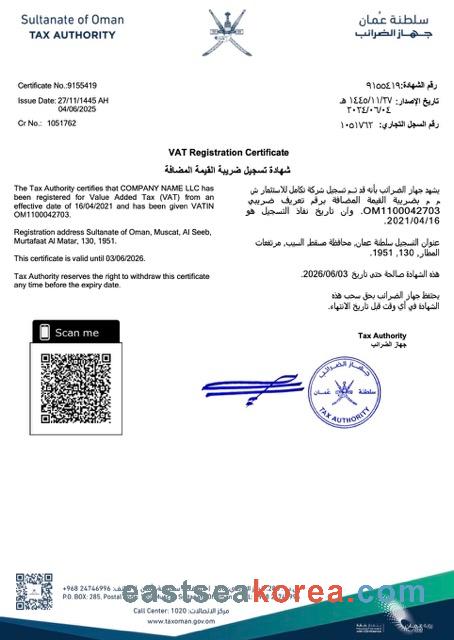 Sultanate of Oman
TAX AUTHORITY
سلطنة عُمان
جهاز الضرائب
Certificate No.:9155419
Issue Date: 27/11/1445 AH
04/06/2025
Cr No.: 1051762
رقم الشهادة:٩١٥٥٤١٩
تاريخ الإصدار: ١٤٤٥/١١/٢٧ هـ
٢٠٢٤/٠٦/٠٤
رقم السجل التجاري: ١٠٥١٧٦٢
VAT Registration Certificate
شهادة تسجيل ضريبة القيمة المضافة
The Tax Authority certifies that COMPANY NAME LLC has
been registered for Value Added Tax (VAT) from an
effective date of 16/04/2021 and has been given VATIN
OM1100042703.
Registration address Sultanate of Oman, Muscat, Al Seeb,
Murtafaat Al Matar, 130, 1951.
This certificate is valid until 03/06/2026.
Tax Authority reserves the right to withdraw this certificate
any time before the expiry date.
يشهد جهاز الضرائب بأنه قد تم تسجيل شركة تكامل للاستثمار ش
م م بضريبة القيمة المضافة برقم تعريف ضريبي
OM1100042703. وان تاريخ نفاذ التسجيل هو
2021/04/16.
عنوان التسجيل سلطنة عمان, محافظة مسقط, السيب, مرتفعات
المطار, 130, 1951.
هذه الشهادة صالحة حتى تاريخ 2026/06/03.
يحتفظ جهاز الضرائب بحق سحب هذه
الشهادة في أي وقت قبل تاريخ الانتهاء.
Scan me
Tax Authority
جهاز الضرائب
جهاز الضرائب
سلطنة عُمان
TAX AUTHORITY
+968 24746996
P.O. BOX: 285, Postal
eastseakorea.com
Call Center: 1020 :مركز الاتصالات
www.taxoman.gov.om